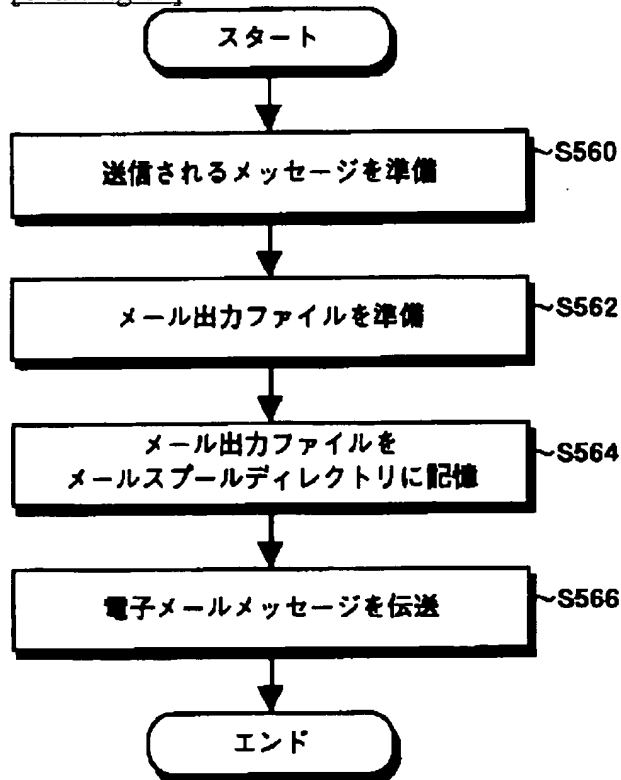 スタート
送信されるメッセージを準備
~S560
メール出力ファイルを準備
~S562
メール出力ファイルを
メールスプールディレクトリに記憶
~S564
電子メールメッセージを伝送
~S566
エンド